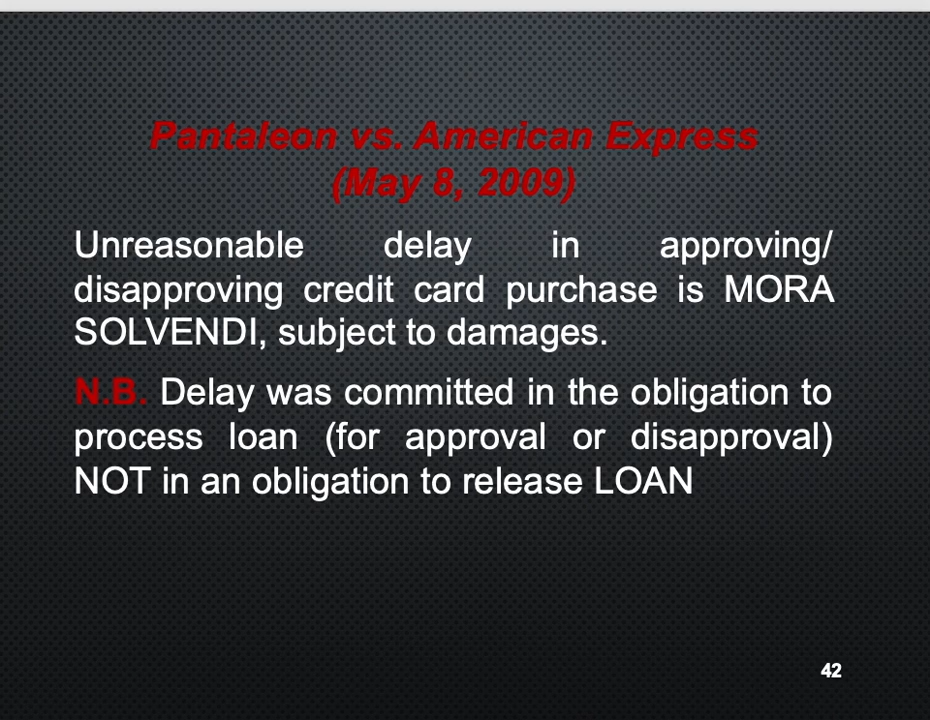 Pantaleon vs. American Express
(May 8, 2009)
Unreasonable delay in approving/
disapproving credit card purchase is MORA
SOLVENDI, subject to damages.
N.B. Delay was committed in the obligation to
process loan (for approval or disapproval)
NOT in an obligation to release LOAN
42